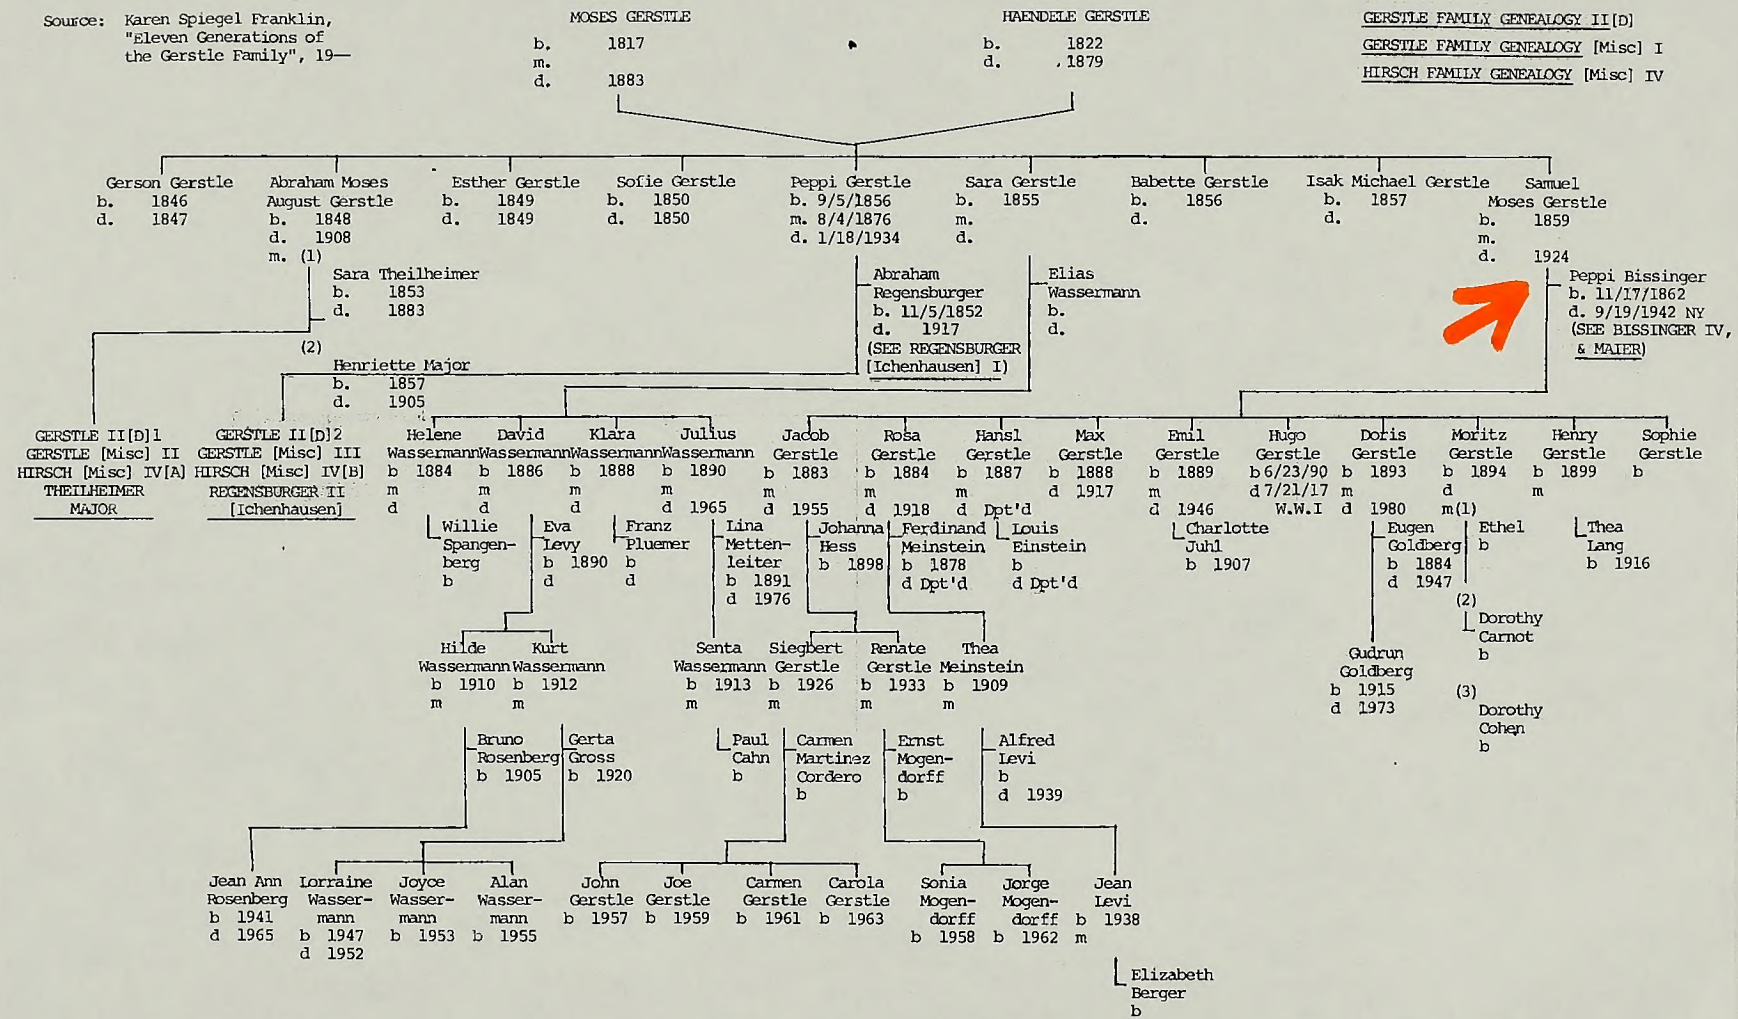 Source: Karen Spiegel Franklin,
"Eleven Generations of
the Gerstle Family", 19—
MOSES GERSTLE
b. 1817
m.
d. 1883
HAENDELE GERSTLE
b. 1822
d. 1879
GERSTLE FAMILY GENEALOGY II[D]
GERSTLE FAMILY GENEALOGY [Misc] I
HIRSCH FAMILY GENEALOGY [Misc] IV
Gerson Gerstle
b. 1846
d. 1847
Abraham Moses
August Gerstle
b. 1848
d. 1908
m. (1)
Sara Theilheimer
b. 1853
d. 1883
(2)
Henriette Major
b. 1857
d. 1905
Esther Gerstle
b. 1849
d. 1849
Sofie Gerstle
b. 1850
d. 1850
Peppi Gerstle
b. 9/5/1856
m. 8/4/1876
d. 1/18/1934
Abraham
Regensburger
b. 11/5/1852
d. 1917
(SEE REGENSBURGER
[Ichenhausen] I)
Sara Gerstle
b. 1855
m.
d.
Elias
Wassermann
b.
d.
Babette Gerstle
b. 1856
d.
Isak Michael Gerstle
b. 1857
d.
Samuel
Moses Gerstle
b. 1859
m.
d. 1924
Peppi Bissinger
b. 11/17/1862
d. 9/19/1942 NY
(SEE BISSINGER IV,
& MAIER)
GERSTLE II[D]1
GERSTLE [Misc] II
HIRSCH [Misc] IV[A]
THEILHEIMER
MAJOR
GERSTLE II[D]2
GERSTLE [Misc] III
HIRSCH [Misc] IV[B]
REGENSBURGER II
[Ichenhausen]
Helene
Wassermann
b 1884
m
d
Willie
Spangen-
berg
b
David
Wassermann
b 1886
m
d
Eva
Levy
b 1890
d
Klara
Wassermann
b 1888
m
d
Franz
Pluemer
b
d
Julius
Wassermann
b 1890
m
d 1965
Lina
Metten-
leiter
b 1891
d 1976
Jacob
Gerstle
b 1883
m
d 1955
Johanna
Hess
b 1898
Rosa
Gerstle
b 1884
m
d 1918
Ferdinand
Meinstein
b 1878
d Dpt'd
Hansl
Gerstle
b 1887
m
d Dpt'd
Louis
Einstein
b
d Dpt'd
Max
Gerstle
b 1888
d 1917
Emil
Gerstle
b 1889
m
d 1946
Charlotte
Juhl
b 1907
Hugo
Gerstle
b 6/23/90
d 7/21/17
W.W.I
Doris
Gerstle
b 1893
m
d 1980
Eugen
Goldberg
b 1884
d 1947
Moritz
Gerstle
b 1894
d
m(1)
Ethel
b
(2)
Dorothy
Carnot
b
(3)
Dorothy
Cohen
b
Henry
Gerstle
b 1899
m
Thea
Lang
b 1916
Sophie
Gerstle
b
Hilde
Wassermann
b 1910
m
Bruno
Rosenberg
b 1905
Kurt
Wassermann
b 1912
m
Gerta
Gross
b 1920
Senta
Wassermann
b 1913
m
Paul
Cahn
b
Siegbert
Gerstle
b 1926
m
Carmen
Martinez
Cordero
b
Renate
Gerstle
b 1933
m
Ernst
Mogen-
dorff
b
Thea
Meinstein
b 1909
m
Alfred
Levi
b
d 1939
Gudrun
Goldberg
b 1915
d 1973
Jean Ann
Rosenberg
b 1941
d 1965
Lorraine
Wasser-
mann
b 1947
d 1952
Joyce
Wasser-
mann
b 1953
Alan
Wasser-
mann
b 1955
John
Gerstle
b 1957
Joe
Gerstle
b 1959
Carmen
Gerstle
b 1961
Carola
Gerstle
b 1963
Sonia
Mogen-
dorff
b 1958
Jorge
Mogen-
dorff
b 1962
Jean
Levi
b 1938
m
Elizabeth
Berger
b